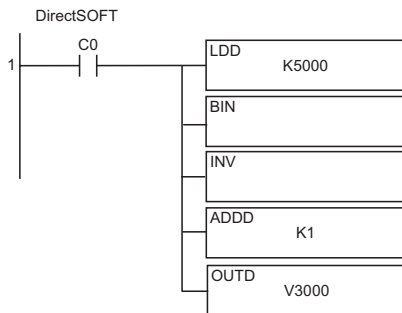 DirectSOFT
C0
1
LDD
K5000
BIN
INV
ADDD
K1
OUTD
V3000